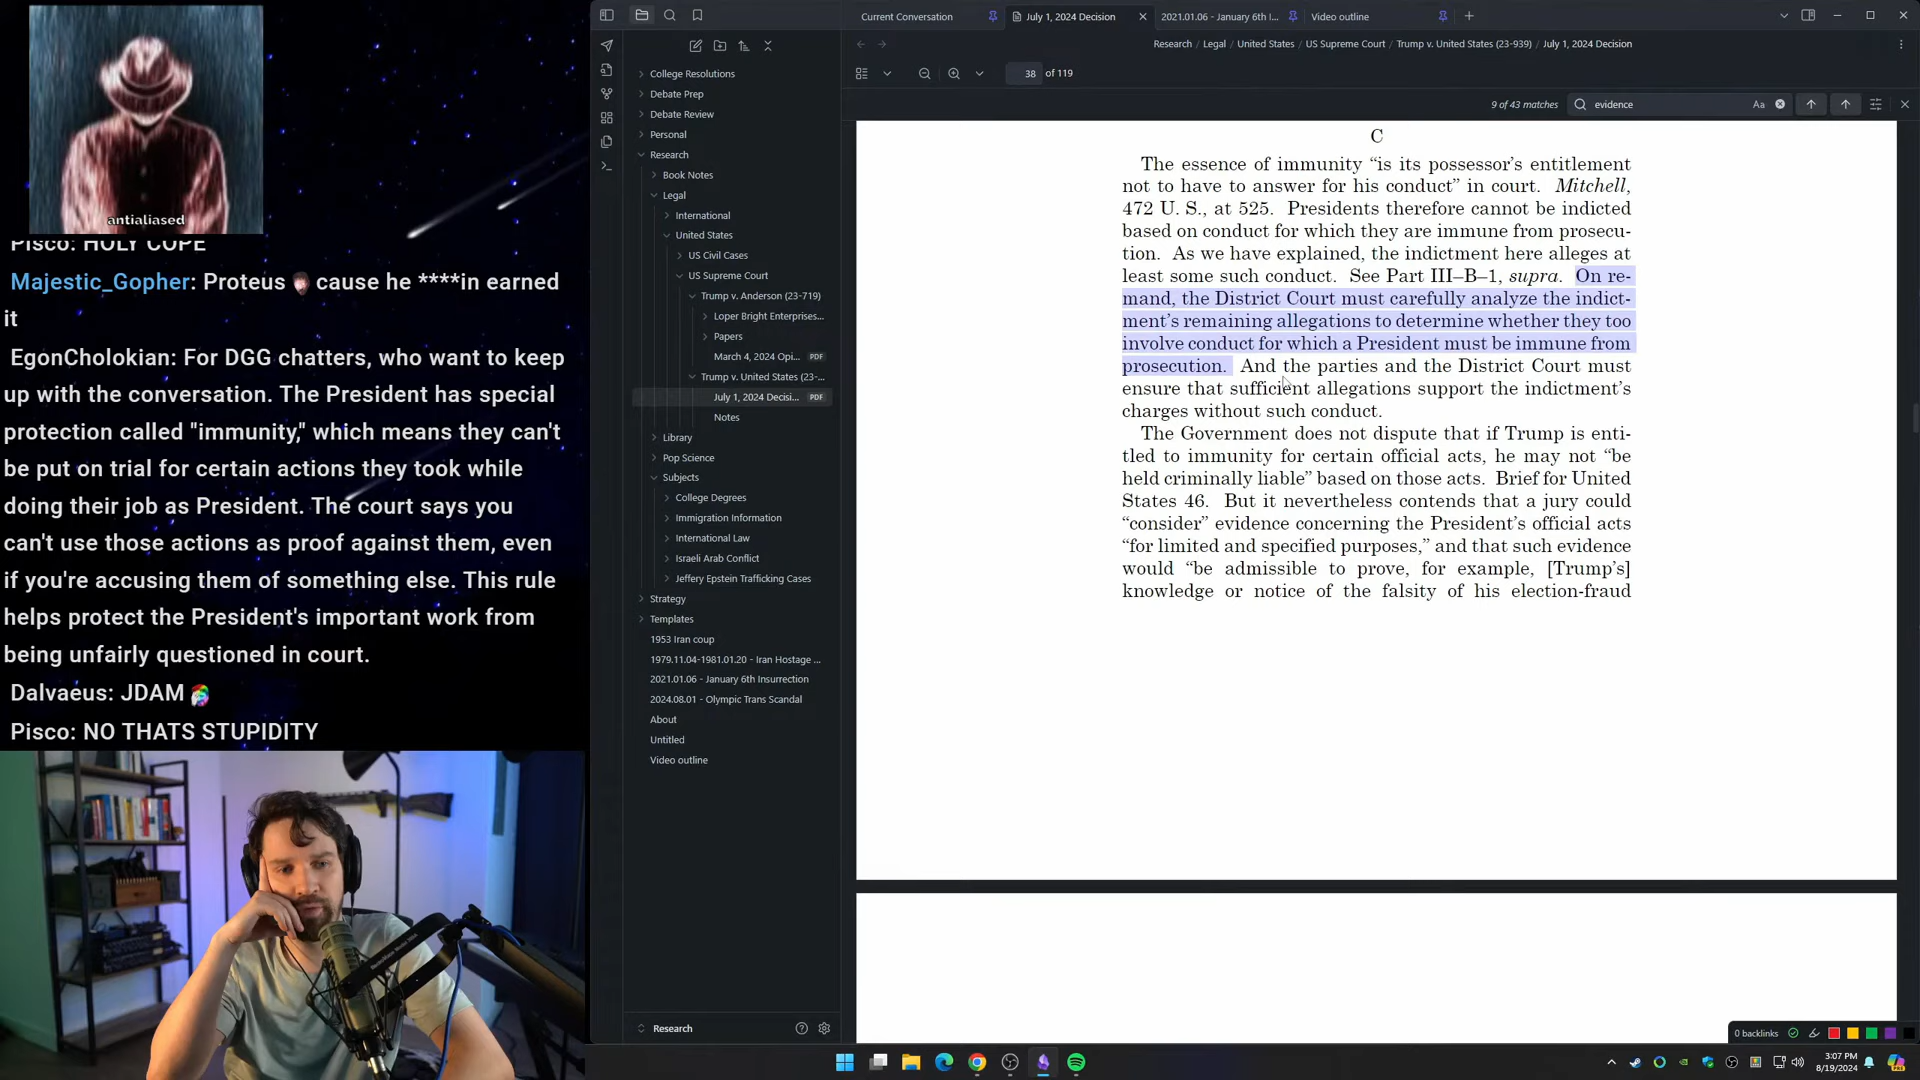 antialiased
Pisco: HOLY COPE
Majestic_Gopher: Proteus cause he ****in earned
it
EgonCholokian: For DGG chatters, who want to keep
up with the conversation. The President has special
protection called "immunity," which means they can't
be put on trial for certain actions they took while
doing their job as President. The court says you
can't use those actions as proof against them, even
if you're accusing them of something else. This rule
helps protect the President's important work from
being unfairly questioned in court.
Dalvaeus: JDAM
Pisco: NO THATS STUPIDITY
College Resolutions
Debate Prep
Debate Review
Personal
Research
Book Notes
Legal
International
United States
US Civil Cases
US Supreme Court
Trump v. Anderson (23-719)
Loper Bright Enterprises...
Papers
March 4, 2024 Opi... PDF
Trump v. United States (23-...
July 1, 2024 Decisi... PDF
Notes
Library
Pop Science
Subjects
College Degrees
Immigration Information
International Law
Israeli Arab Conflict
Jeffery Epstein Trafficking Cases
Strategy
Templates
1953 Iran coup
1979.11.04-1981.01.20 - Iran Hostage ...
2021.01.06 - January 6th Insurrection
2024.08.01 - Olympic Trans Scandal
About
Untitled
Video outline
Research
Current Conversation
July 1, 2024 Decision
2021.01.06 - January 6th I...
Video outline
Research / Legal / United States / US Supreme Court / Trump v. United States (23-939) / July 1, 2024 Decision
38 of 119
9 of 43 matches
evidence
Aa
C
The essence of immunity “is its possessor’s entitlement
not to have to answer for his conduct” in court. Mitchell,
472 U. S., at 525. Presidents therefore cannot be indicted
based on conduct for which they are immune from prosecu-
tion. As we have explained, the indictment here alleges at
least some such conduct. See Part III–B–1, supra. On re-
mand, the District Court must carefully analyze the indict-
ment’s remaining allegations to determine whether they too
involve conduct for which a President must be immune from
prosecution. And the parties and the District Court must
ensure that sufficient allegations support the indictment’s
charges without such conduct.
The Government does not dispute that if Trump is enti-
tled to immunity for certain official acts, he may not “be
held criminally liable” based on those acts. Brief for United
States 46. But it nevertheless contends that a jury could
“consider” evidence concerning the President’s official acts
“for limited and specified purposes,” and that such evidence
would “be admissible to prove, for example, [Trump’s]
knowledge or notice of the falsity of his election-fraud
0 backlinks
3:07 PM
8/19/2024